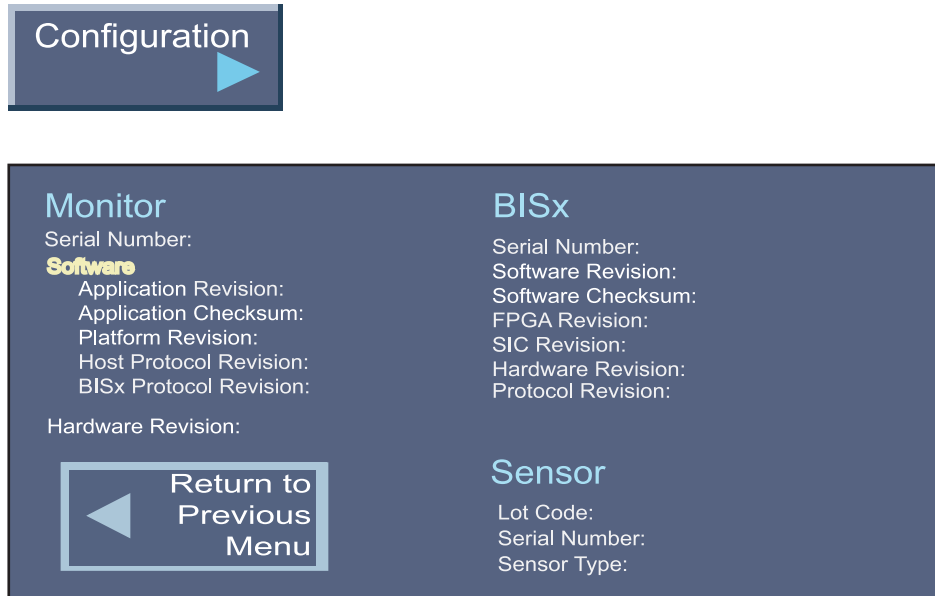 Configuration
Monitor
Serial Number:
Software
Application Revision:
Application Checksum:
Platform Revision:
Host Protocol Revision:
BISx Protocol Revision:
Hardware Revision:
Return to
Previous
Menu
BISx
Serial Number:
Software Revision:
Software Checksum:
FPGA Revision:
SIC Revision:
Hardware Revision:
Protocol Revision:
Sensor
Lot Code:
Serial Number:
Sensor Type: